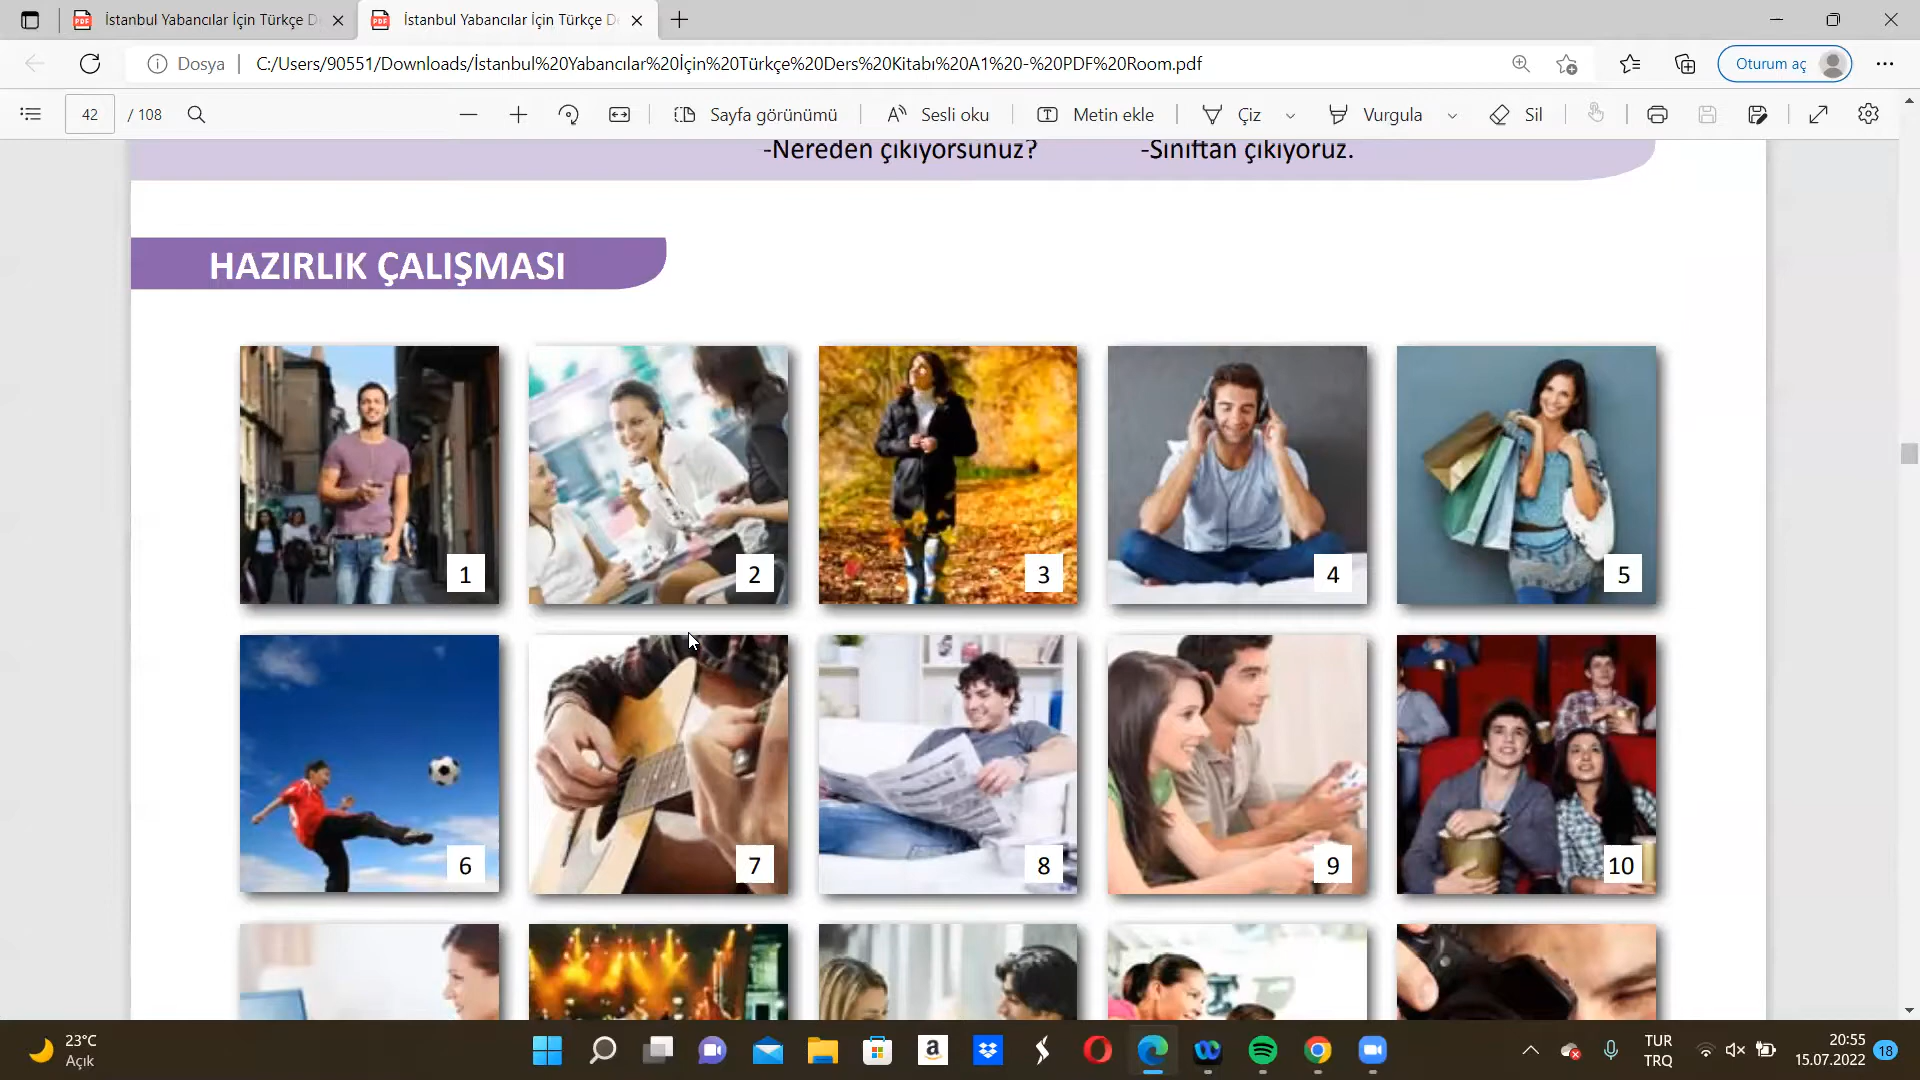 İstanbul Yabancılar İçin Türkçe D
İstanbul Yabancılar İçin Türkçe D
Dosya
C:/Users/90551/Downloads/İstanbul%20Yabancılar%20İçin%20Türkçe%20Ders%20Kitabı%20A1%20-%20PDF%20Room.pdf
Oturum aç
42 / 108
Sayfa görünümü
Sesli oku
Metin ekle
Çiz
Vurgula
Sil
-Nereden çıkıyorsunuz? -Sınıftan çıkıyoruz.
HAZIRLIK ÇALIŞMASI
1 2 3 4 5
6 7 8 9 10
23°C
Açık
TUR
TRQ
20:55
15.07.2022
18